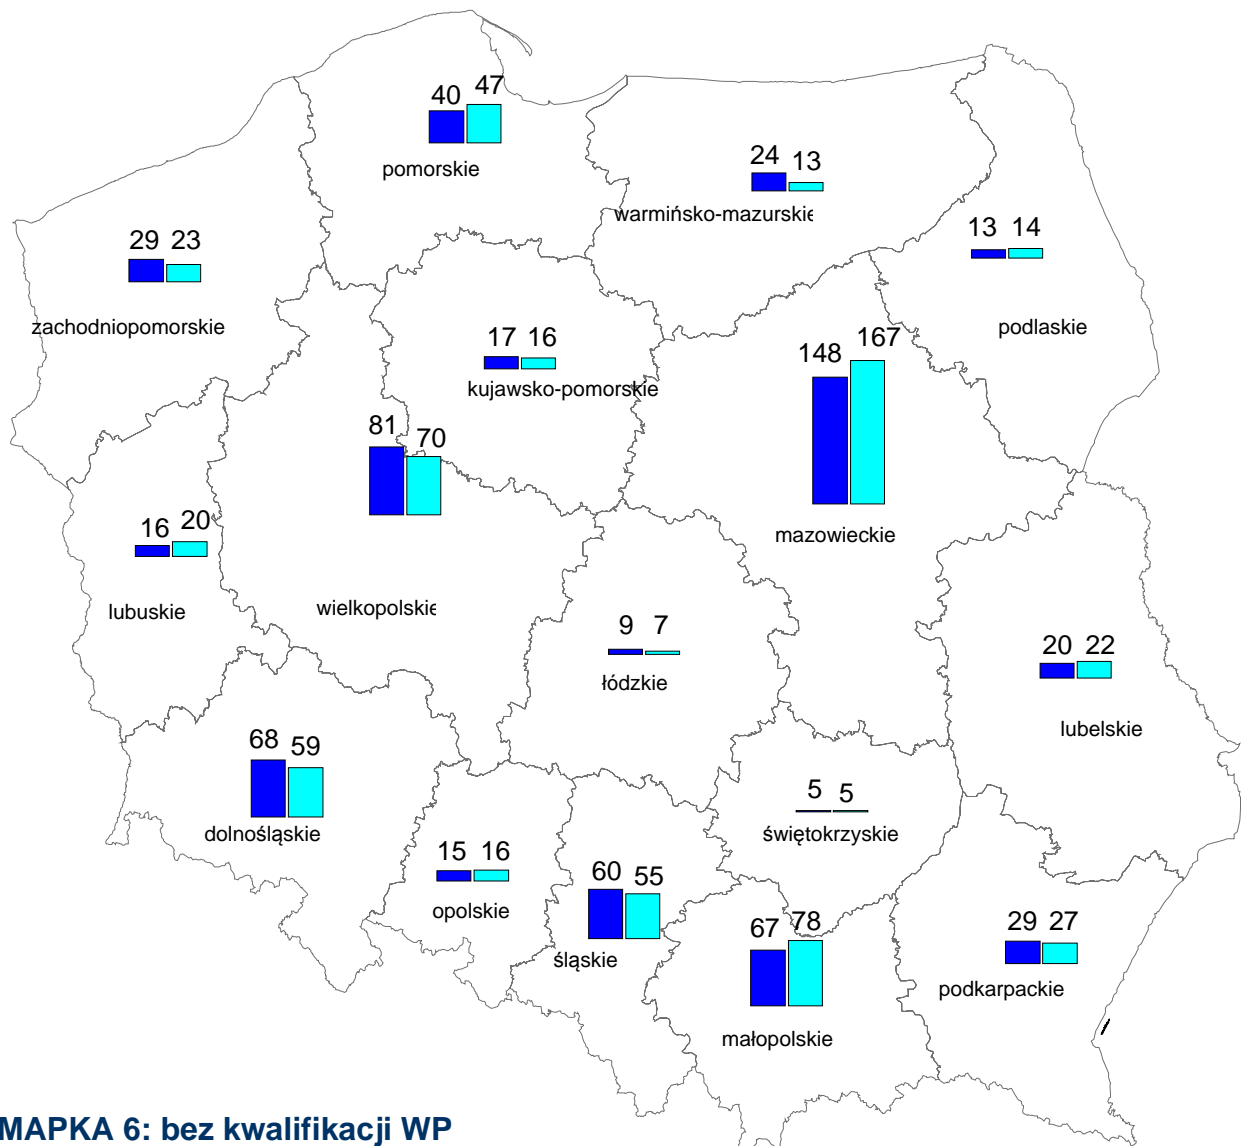 40 47
pomorskie
24 13
warmińsko-mazurskie
13 14
podlaskie
29 23
zachodniopomorskie
17 16
kujawsko-pomorskie
148 167
mazowieckie
81 70
wielkopolskie
16 20
lubuskie
9 7
łódzkie
20 22
lubelskie
68 59
dolnośląskie
5 5
świętokrzyskie
15 16
opolskie
60 55
śląskie
67 78
małopolskie
29 27
podkarpackie
MAPKA 6: bez kwalifikacji WP